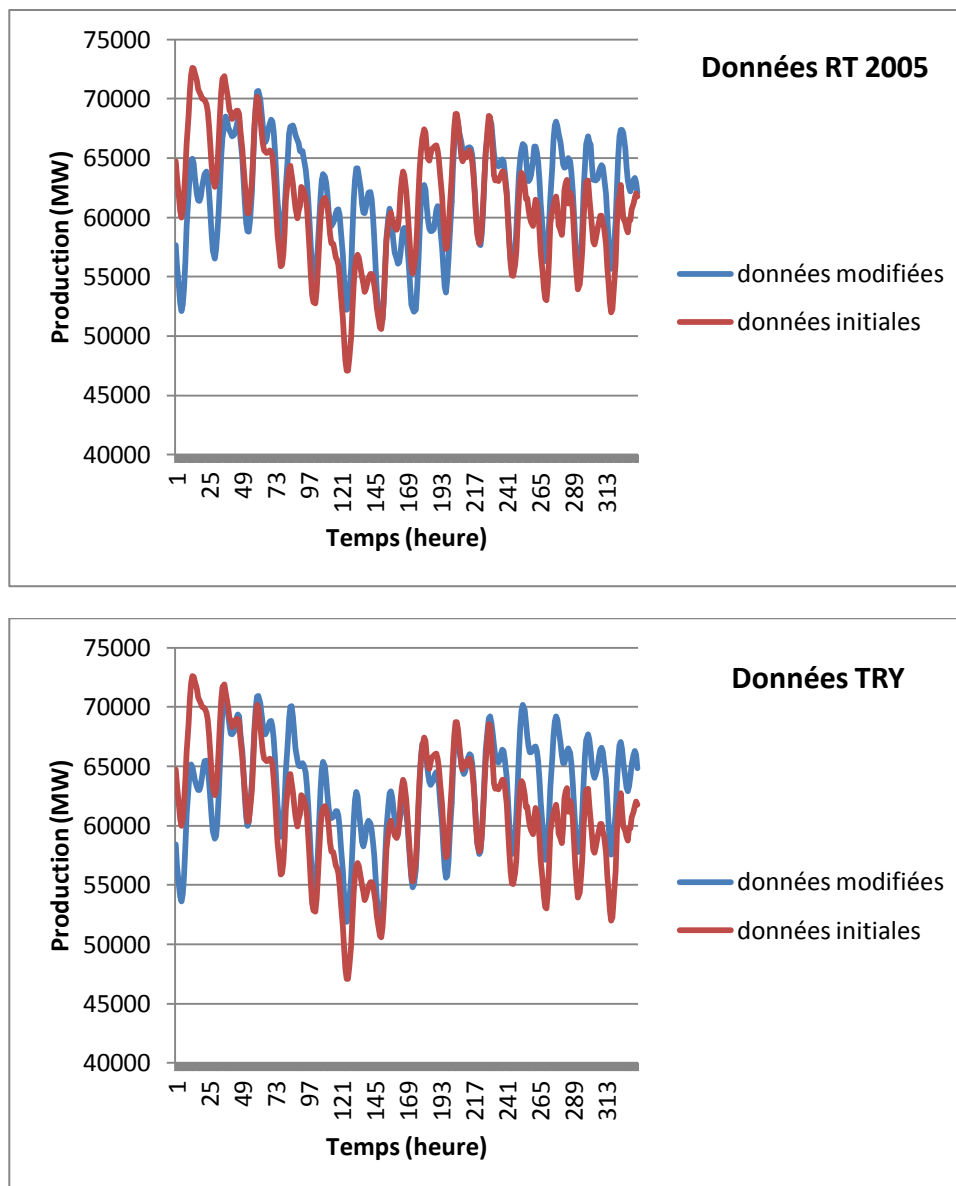 Données RT 2005
Production (MW)
75000
70000
65000
60000
55000
50000
45000
40000
données modifiées
données initiales
1 25 49 73 97 121 145 169 193 217 241 265 289 313
Temps (heure)
Données TRY
Production (MW)
75000
70000
65000
60000
55000
50000
45000
40000
données modifiées
données initiales
1 25 49 73 97 121 145 169 193 217 241 265 289 313
Temps (heure)